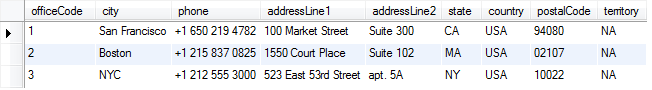 officeCode city phone addressLine1 addressLine2 state country postalCode territory
1 San Francisco +1 650 219 4782 100 Market Street Suite 300 CA USA 94080 NA
2 Boston +1 215 837 0825 1550 Court Place Suite 102 MA USA 02107 NA
3 NYC +1 212 555 3000 523 East 53rd Street apt. 5A NY USA 10022 NA